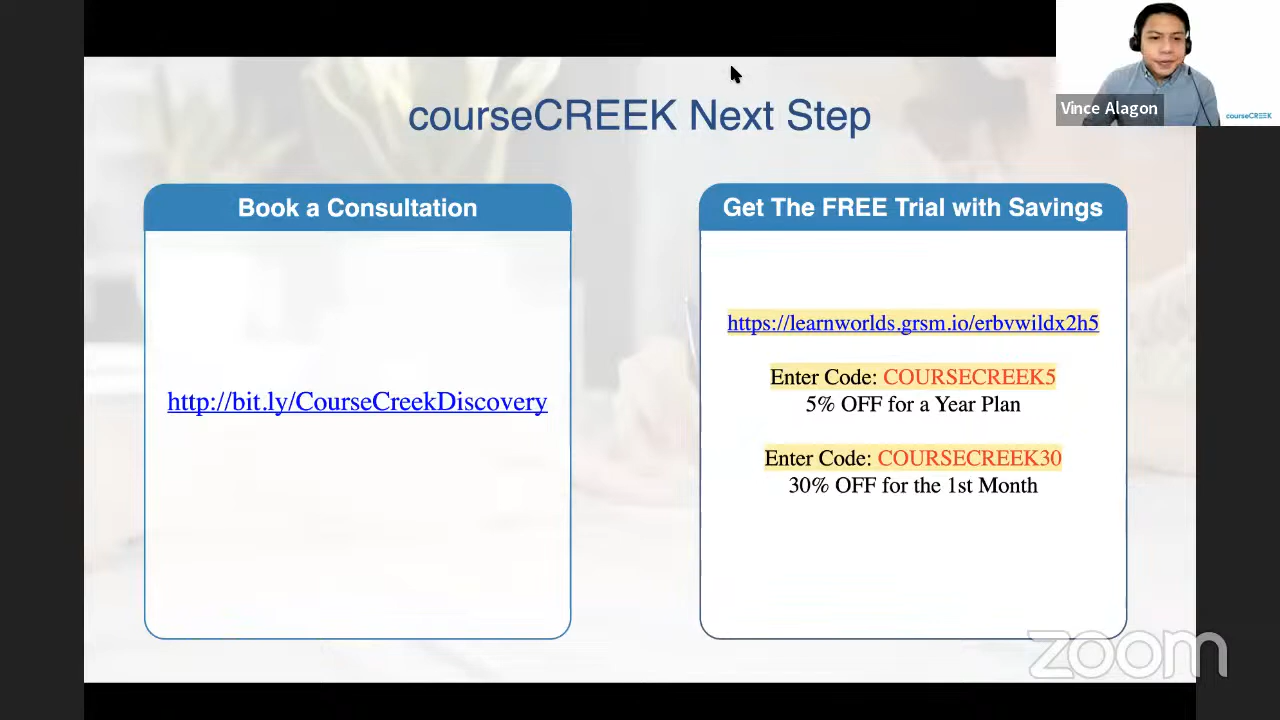 courseCREEK Next Step
Vince Alagon
courseCREEK
Book a Consultation
http://bit.ly/CourseCreekDiscovery
Get The FREE Trial with Savings
https://learnworlds.grsm.io/erbvwildx2h5
Enter Code: COURSECREEK5
5% OFF for a Year Plan
Enter Code: COURSECREEK30
30% OFF for the 1st Month
zoom